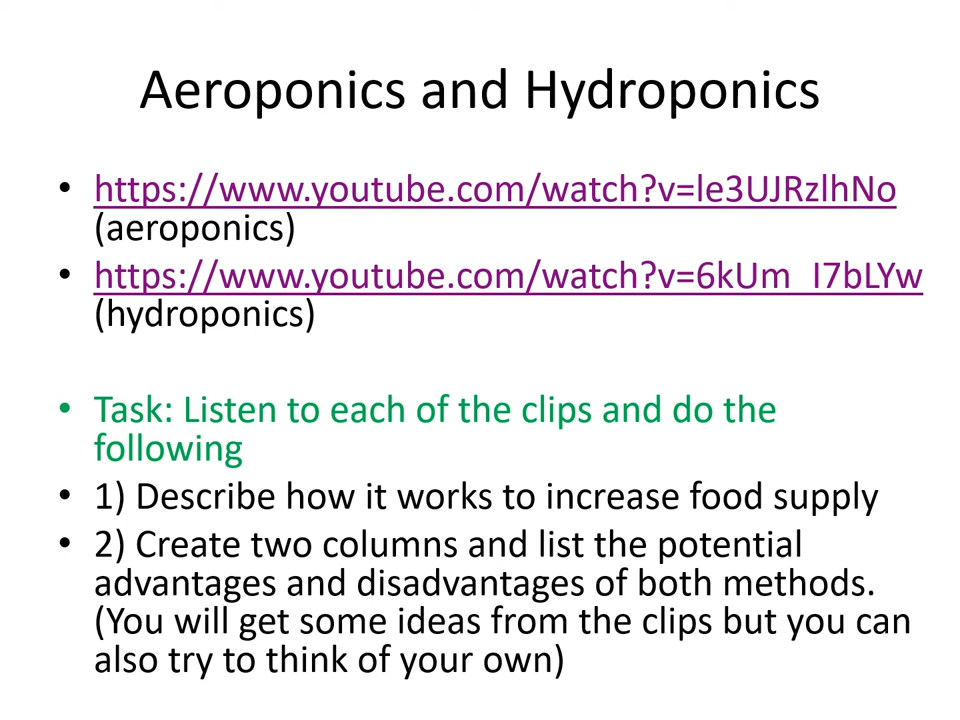 Aeroponics and Hydroponics
• https://www.youtube.com/watch?v=le3UJRzlhNo
(aeroponics)
• https://www.youtube.com/watch?v=6kUm_I7bLYw
(hydroponics)
• Task: Listen to each of the clips and do the
following
• 1) Describe how it works to increase food supply
• 2) Create two columns and list the potential
advantages and disadvantages of both methods.
(You will get some ideas from the clips but you can
also try to think of your own)